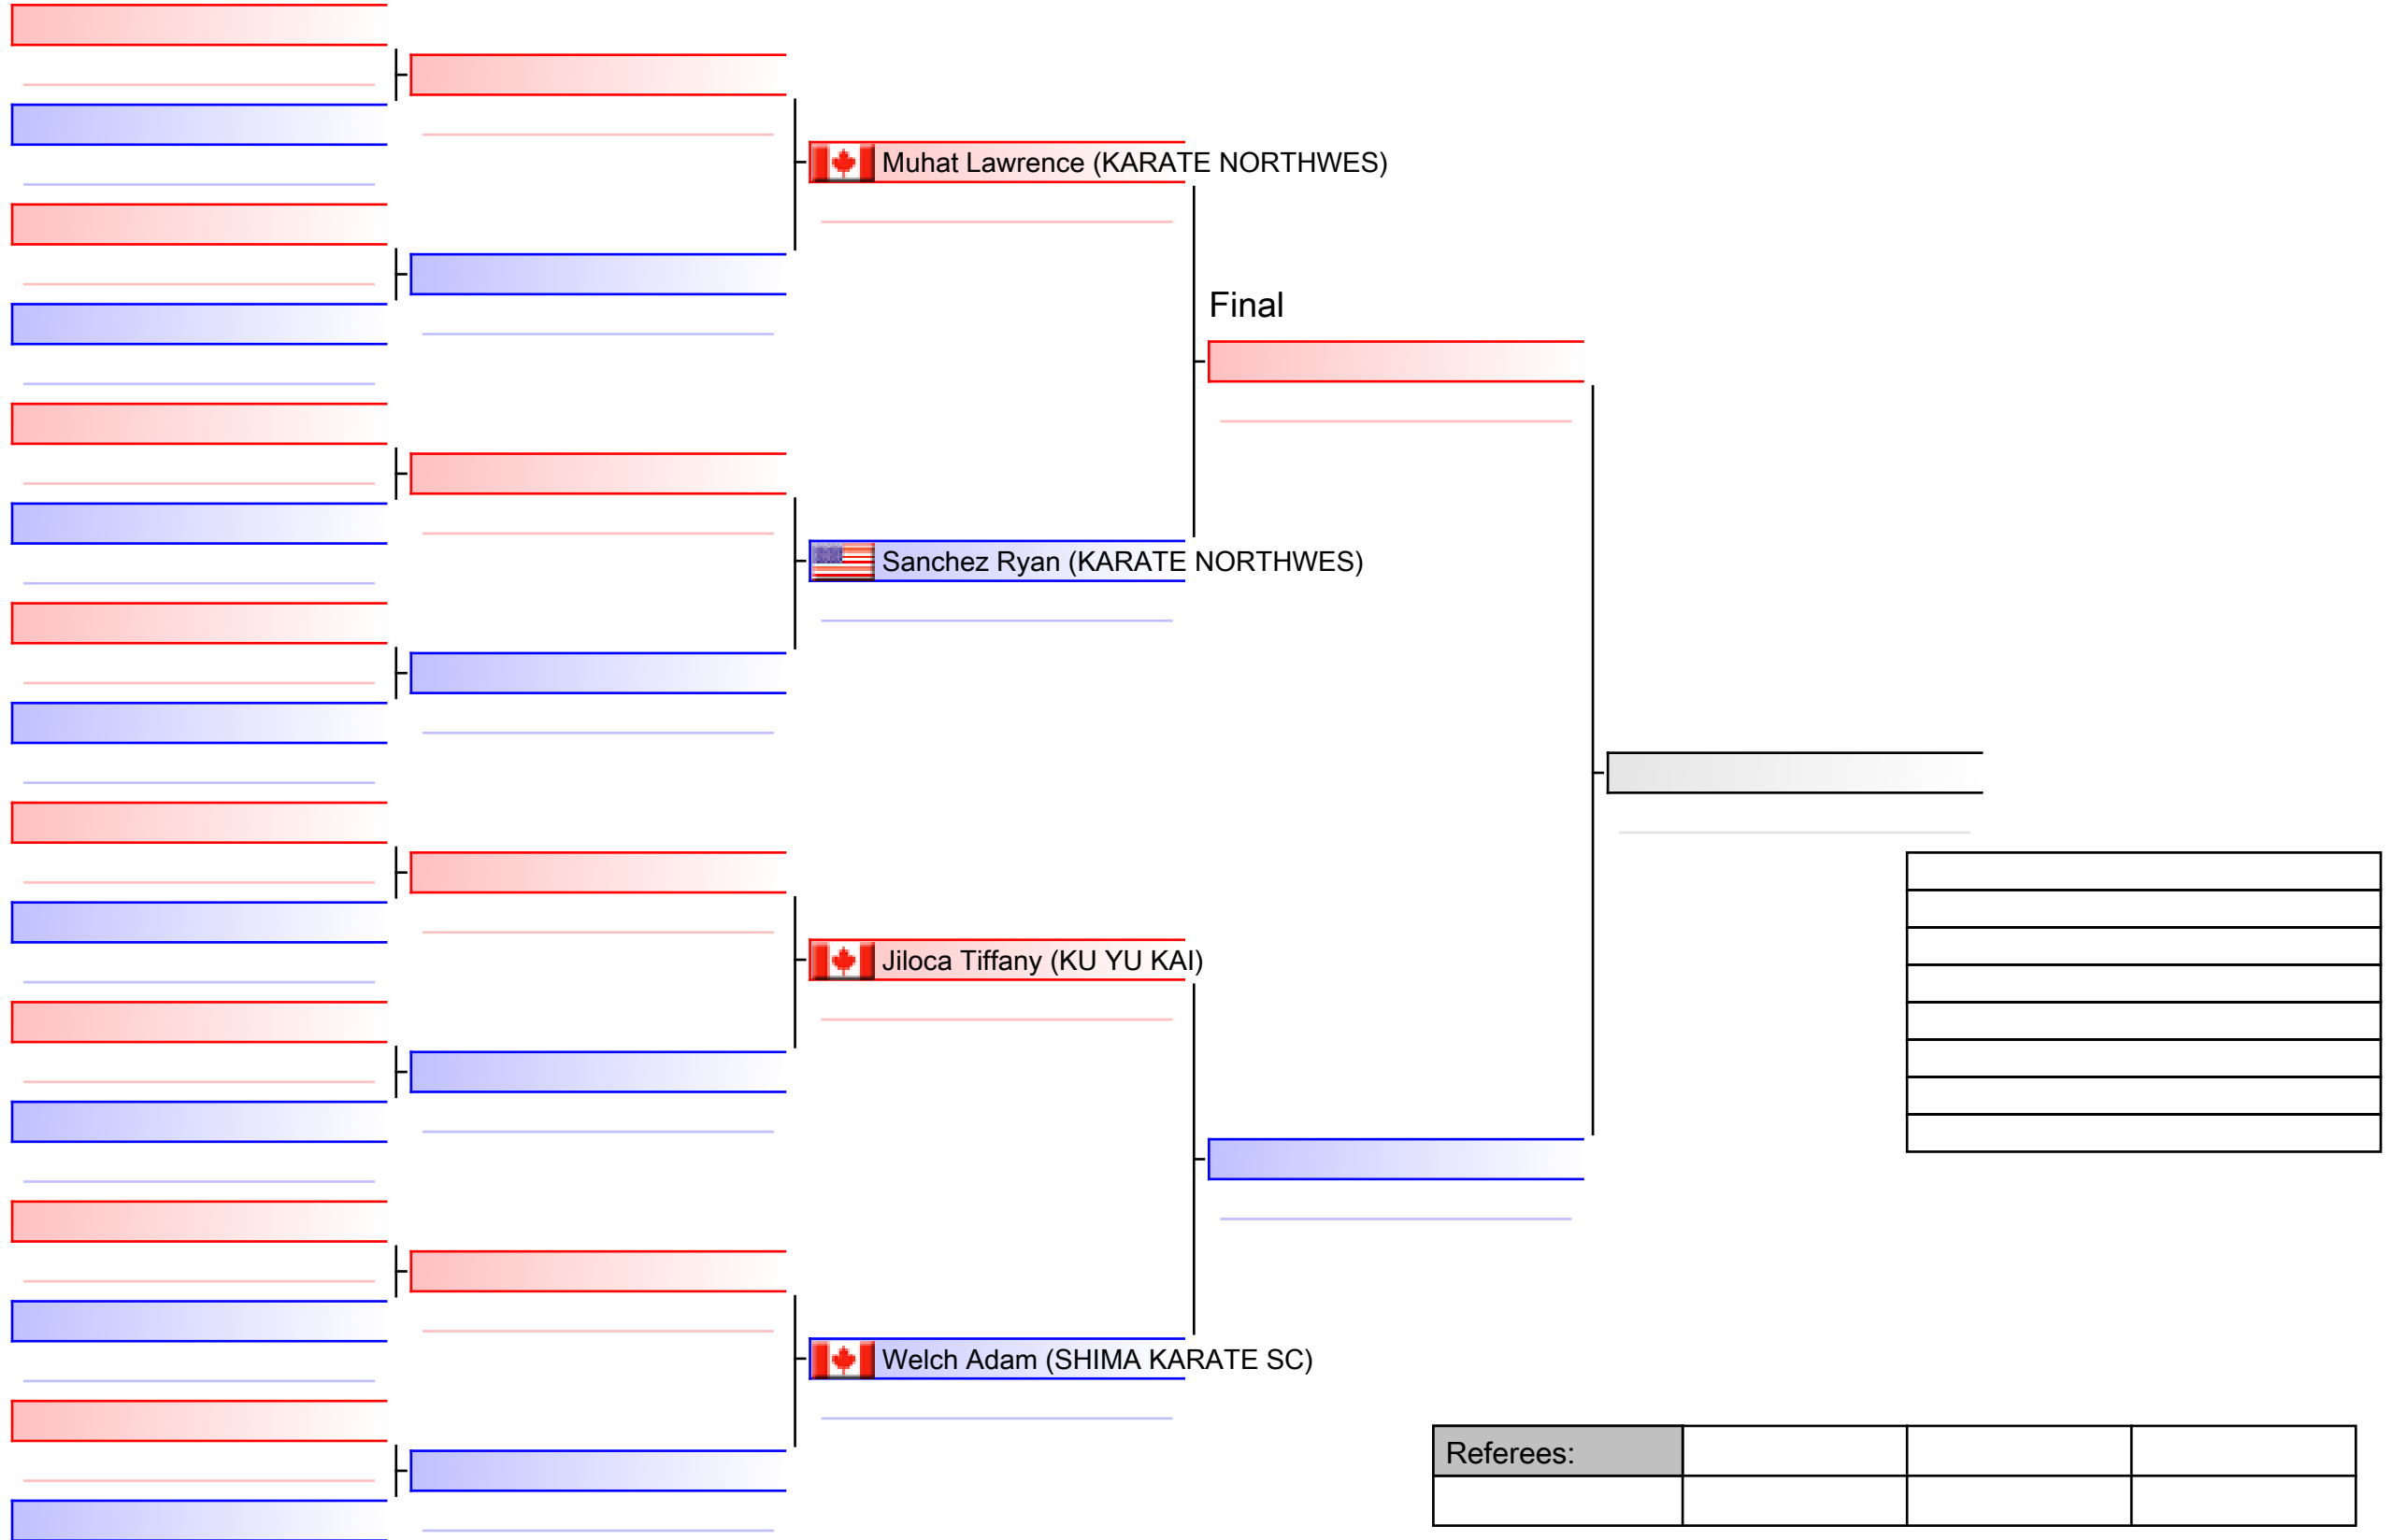 Muhat Lawrence (KARATE NORTHWES)
Final
Sanchez Ryan (KARATE NORTHWES)
Jiloca Tiffany (KU YU KAI)
Welch Adam (SHIMA KARATE SC)
Referees: